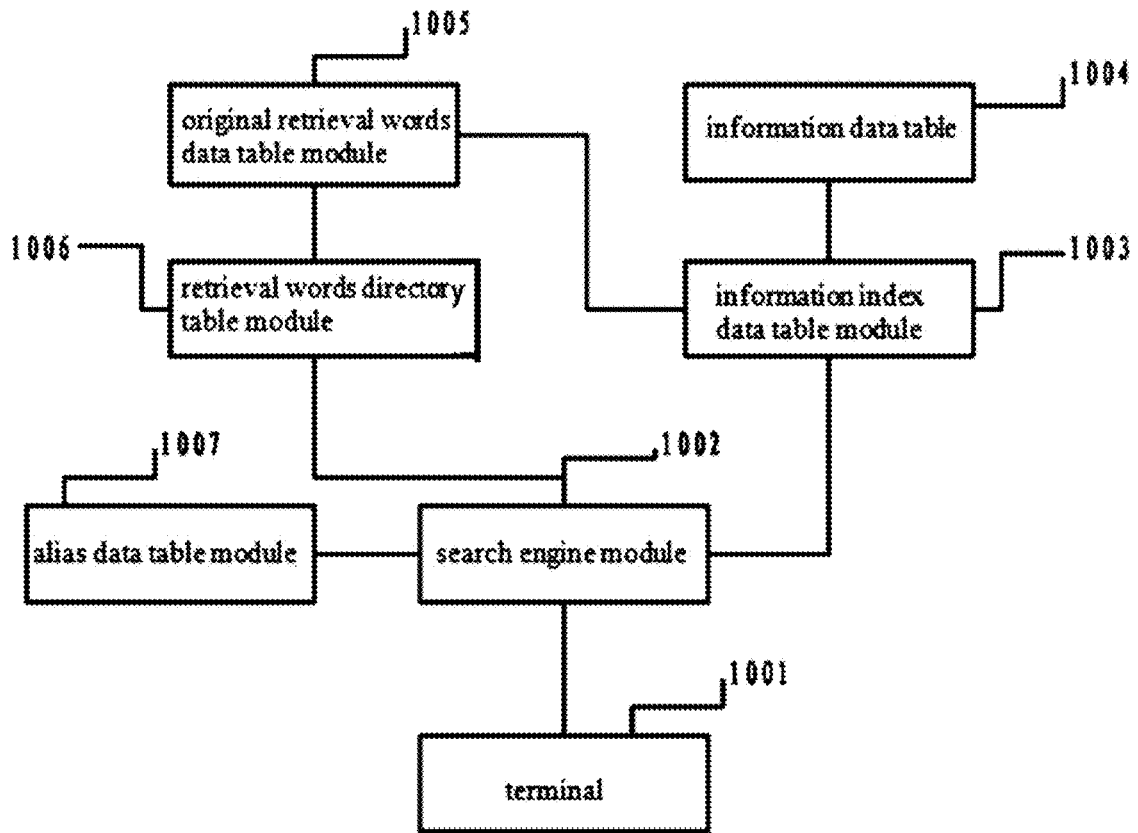 1005
1004
original retrieval words
data table module
information data table
1006
1003
retrieval words directory
table module
information index
data table module
1007
1002
alias data table module
search engine module
1001
terminal